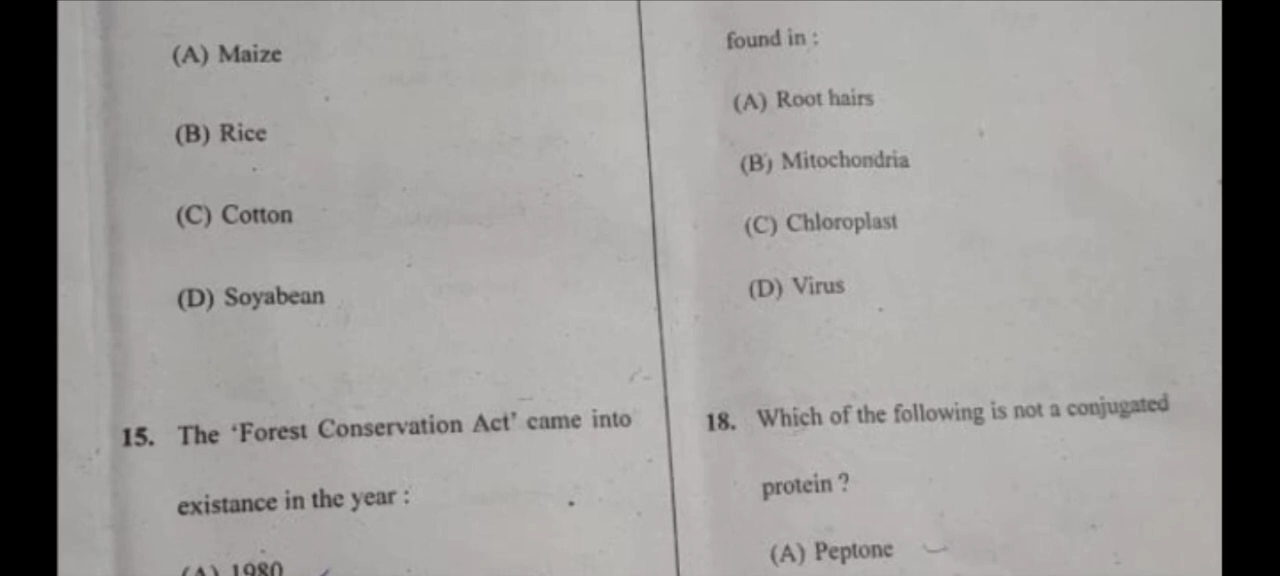 (A) Maize
(B) Rice
(C) Cotton
(D) Soyabean
15. The ‘Forest Conservation Act’ came into
existance in the year :
(A) 1980
found in :
(A) Root hairs
(B) Mitochondria
(C) Chloroplast
(D) Virus
18. Which of the following is not a conjugated
protein ?
(A) Peptone